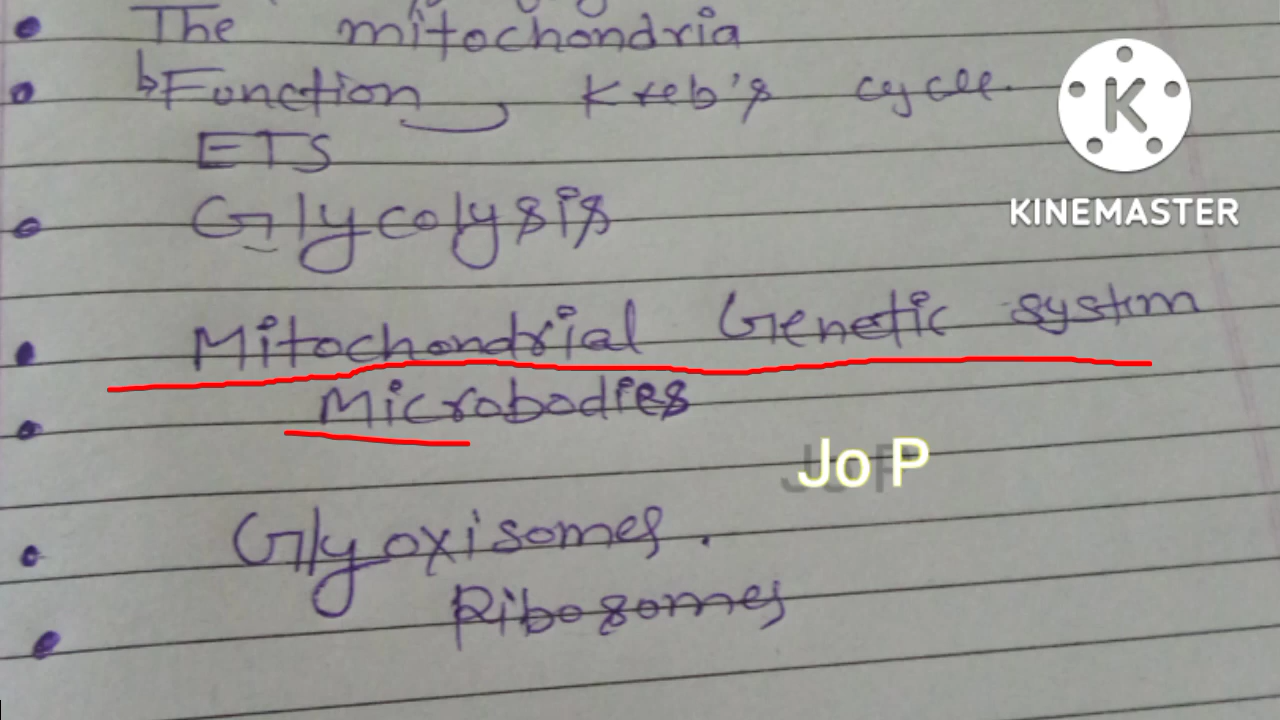 The mitochondria
Function, Kreb's cycle.
ETS
Glycolysis
Mitochondrial Genetic system
Microbodies
Glyoxisomes.
Ribosomes
K
KINEMASTER
Jo P